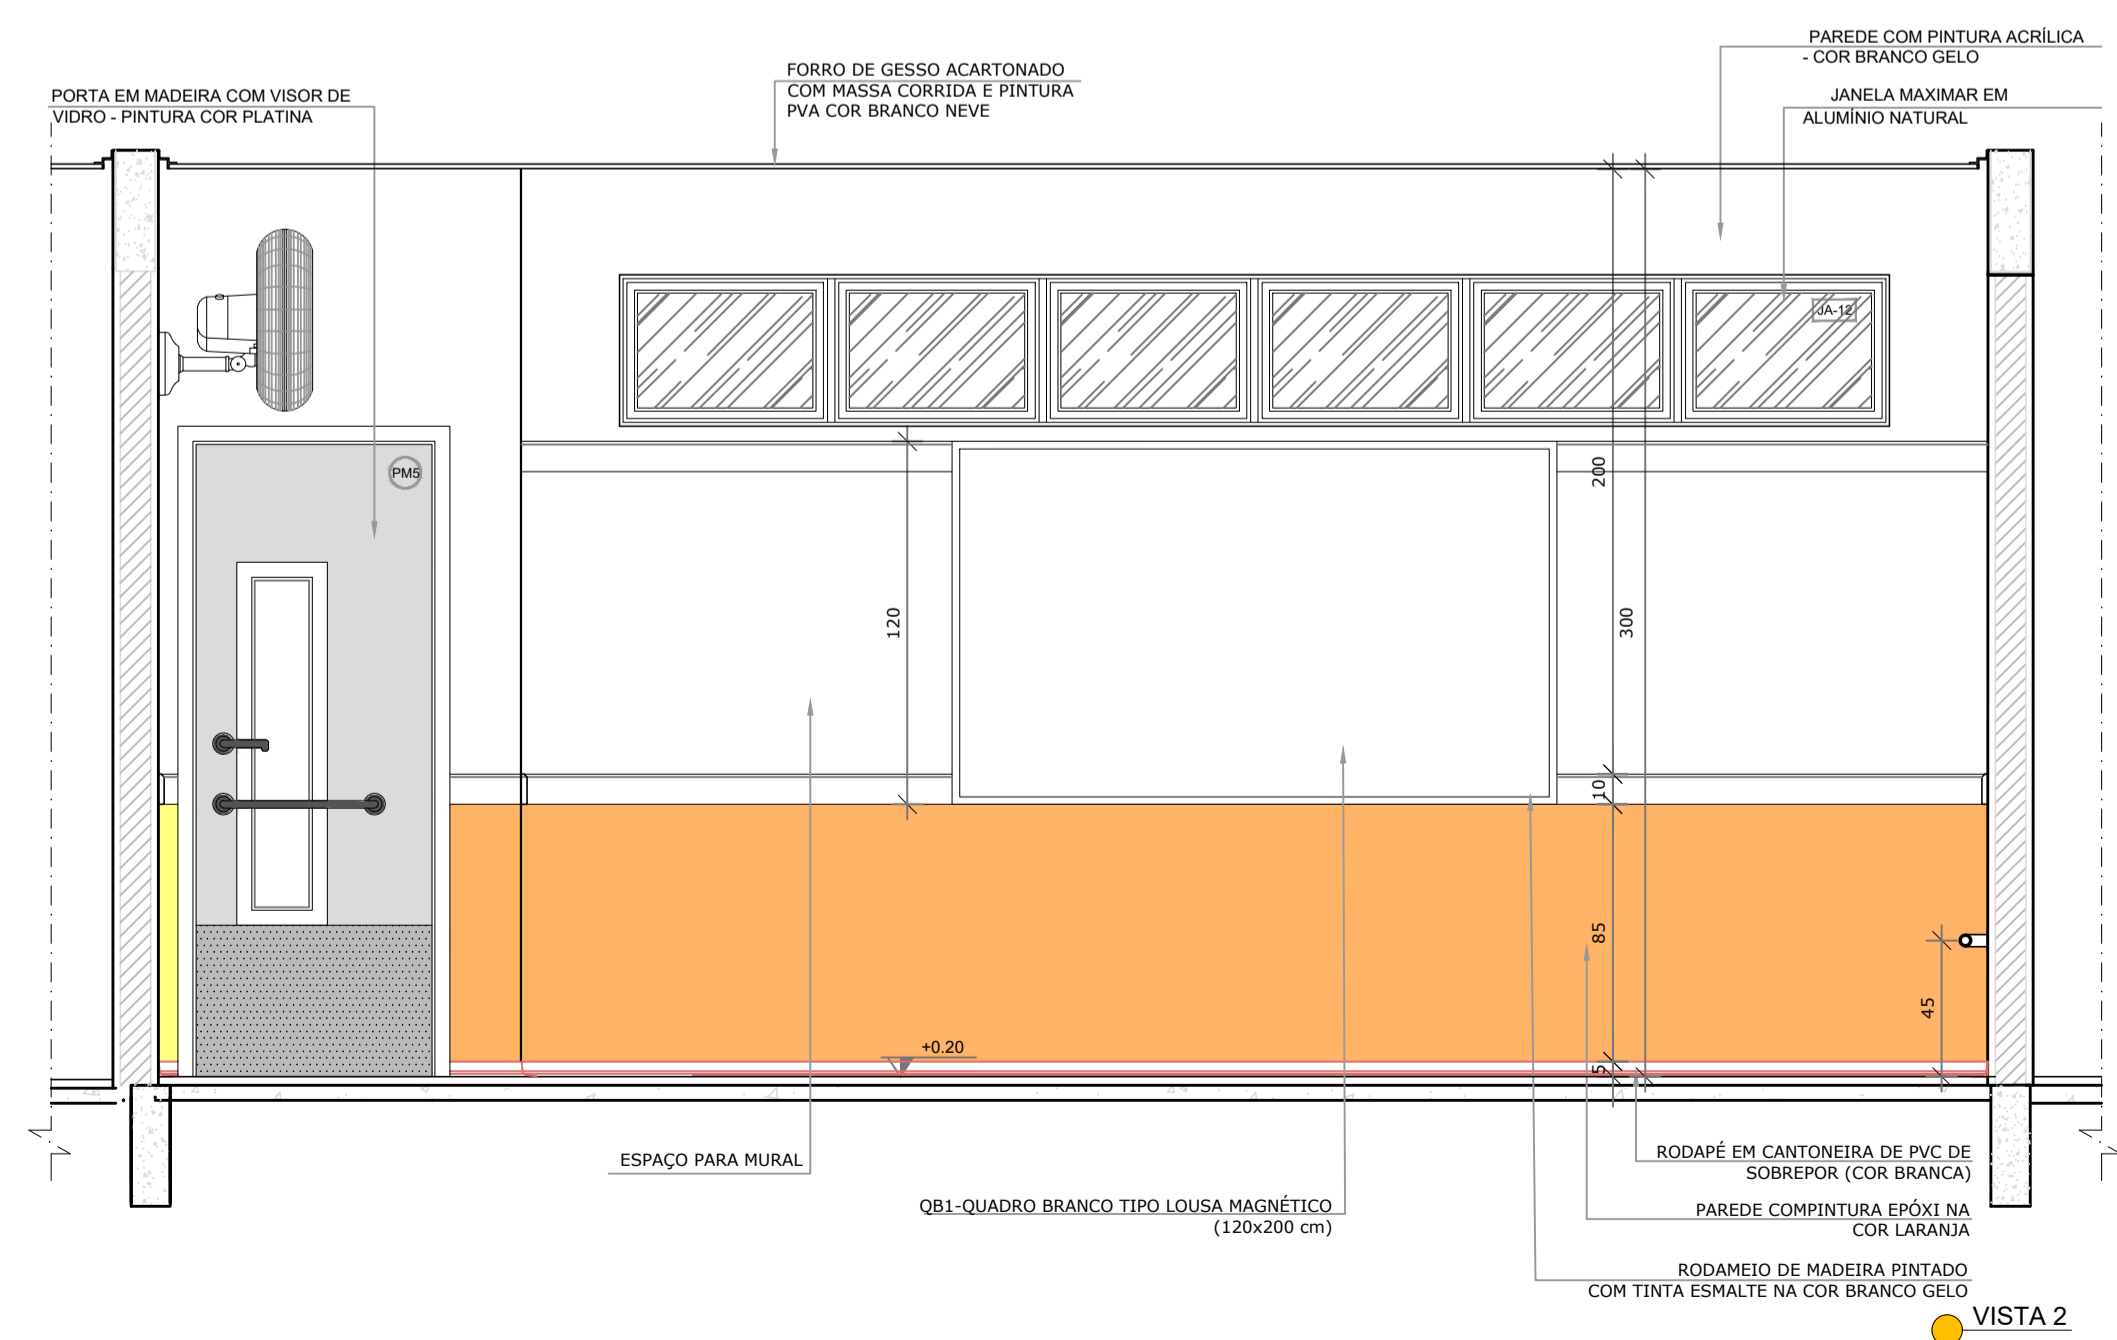 PAREDE COM PINTURA ACRÍLICA
- COR BRANCO GELO
FORRO DE GESSO ACARTONADO
COM MASSA CORRIDA E PINTURA
PVA COR BRANCO NEVE
PORTA EM MADEIRA COM VISOR DE
VIDRO - PINTURA COR PLATINA
JANELA MAXIMAR EM
ALUMÍNIO NATURAL
JA-12
PM5
200
120
300
10
85
45
+0.20
5
ESPAÇO PARA MURAL
RODAPÉ EM CANTONEIRA DE PVC DE
SOBREPOR (COR BRANCA)
QB1-QUADRO BRANCO TIPO LOUSA MAGNÉTICO
(120x200 cm)
PAREDE COMPINTURA EPÓXI NA
COR LARANJA
RODAMEIO DE MADEIRA PINTADO
COM TINTA ESMALTE NA COR BRANCO GELO
VISTA 2